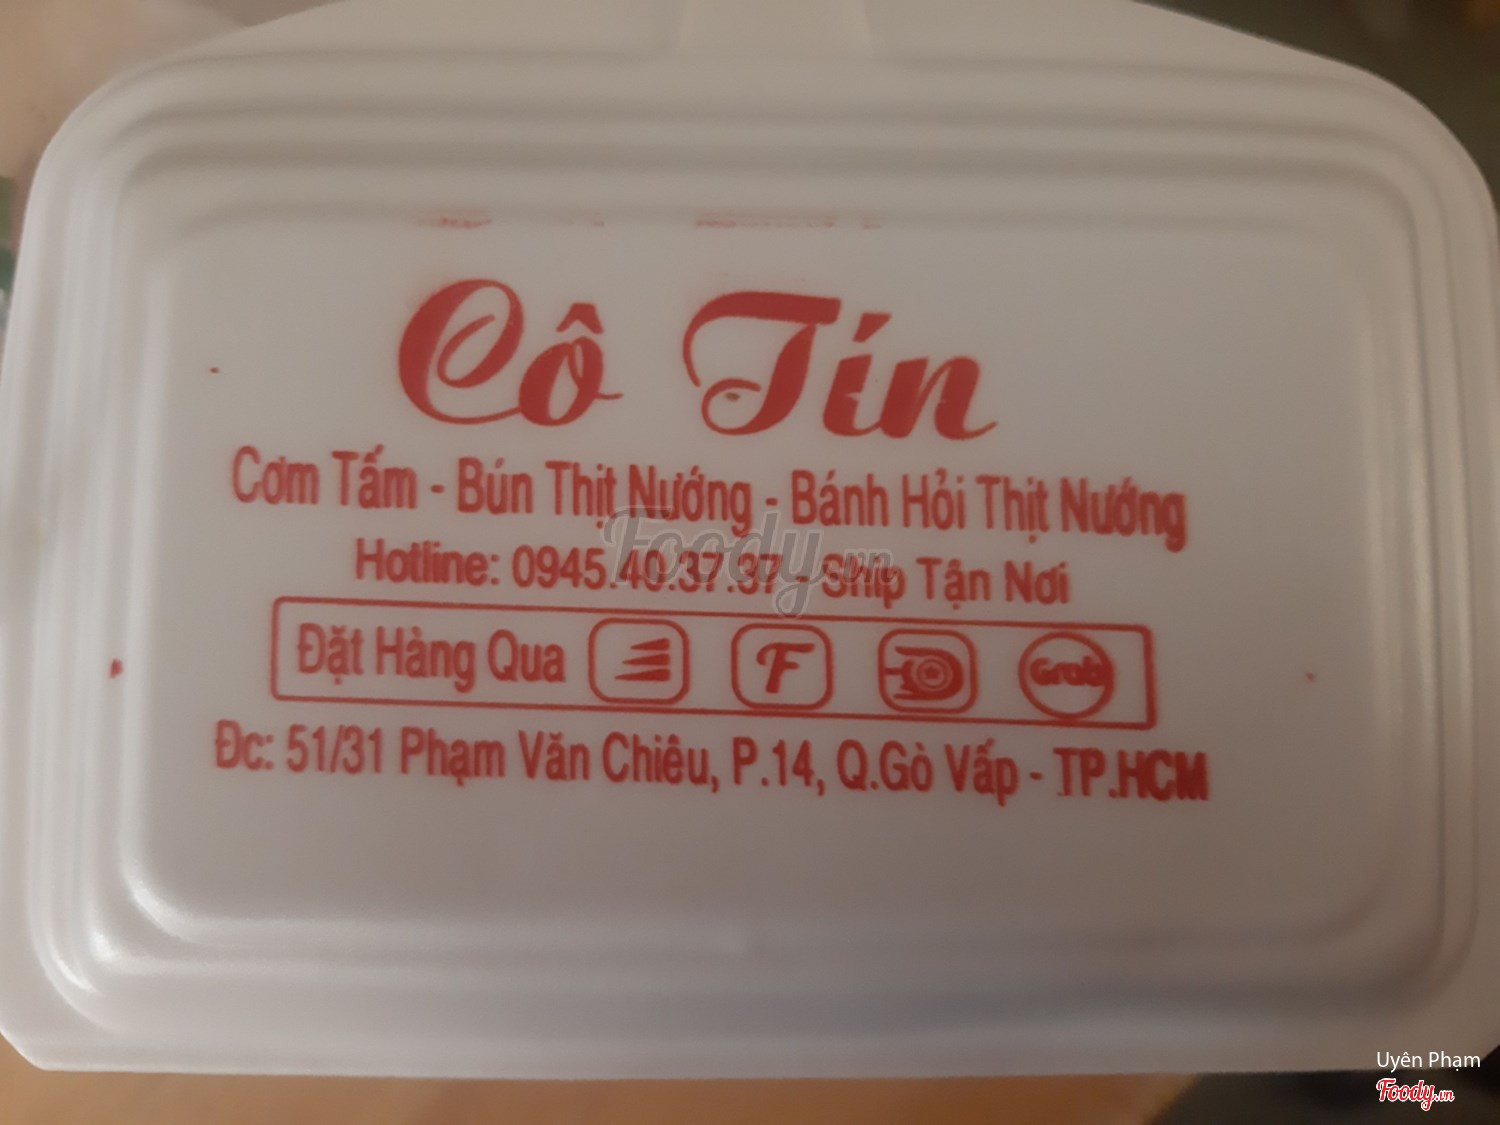 Cô Tín
Cơm Tấm - Bún Thịt Nướng - Bánh Hỏi Thịt Nướng
Hotline: 0945.40.37.37 - Ship Tận Nơi
Đặt Hàng Qua F Grab
Đc: 51/31 Phạm Văn Chiêu, P.14, Q.Gò Vấp - TP.HCM
Foody.vn
Uyên Phạm
Foody.vn